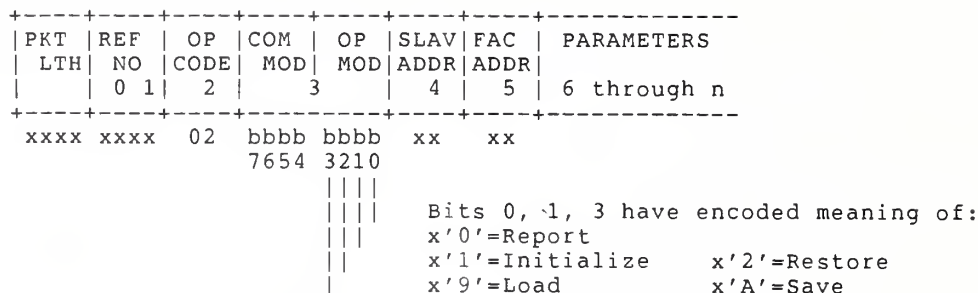 +----+----+----+---------+----+----+--------------
|PKT |REF | OP |COM | OP |SLAV|FAC | PARAMETERS
| LTH| NO |CODE| MOD| MOD|ADDR|ADDR|
| | 0 1| 2 | 3 | 4 | 5 | 6 through n
+----+----+----+---------+----+----+--------------
xxxx xxxx 02 bbbb bbbb xx xx
7654 3210
||||
|||| Bits 0, 1, 3 have encoded meaning of:
||| x'0'=Report
|| x'1'=Initialize x'2'=Restore
| x'9'=Load x'A'=Save